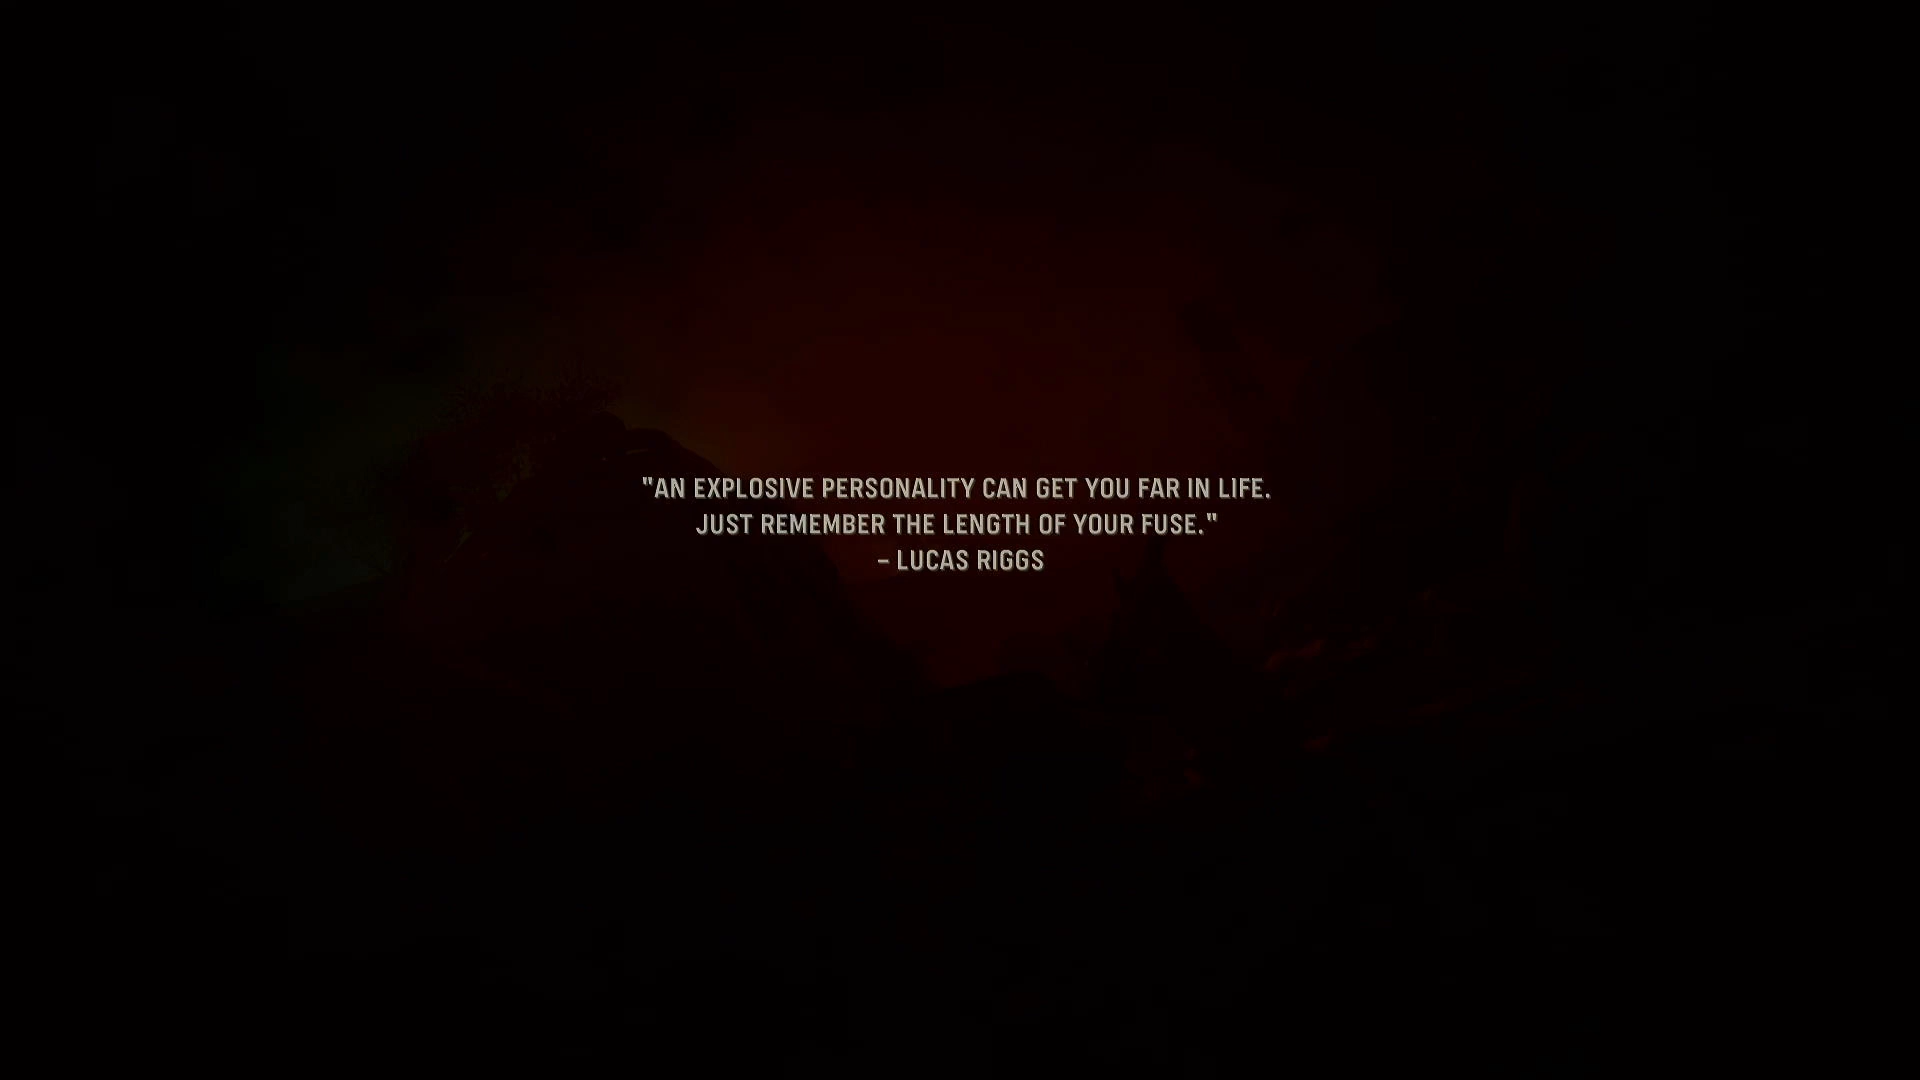 "AN EXPLOSIVE PERSONALITY CAN GET YOU FAR IN LIFE.
JUST REMEMBER THE LENGTH OF YOUR FUSE."
– LUCAS RIGGS